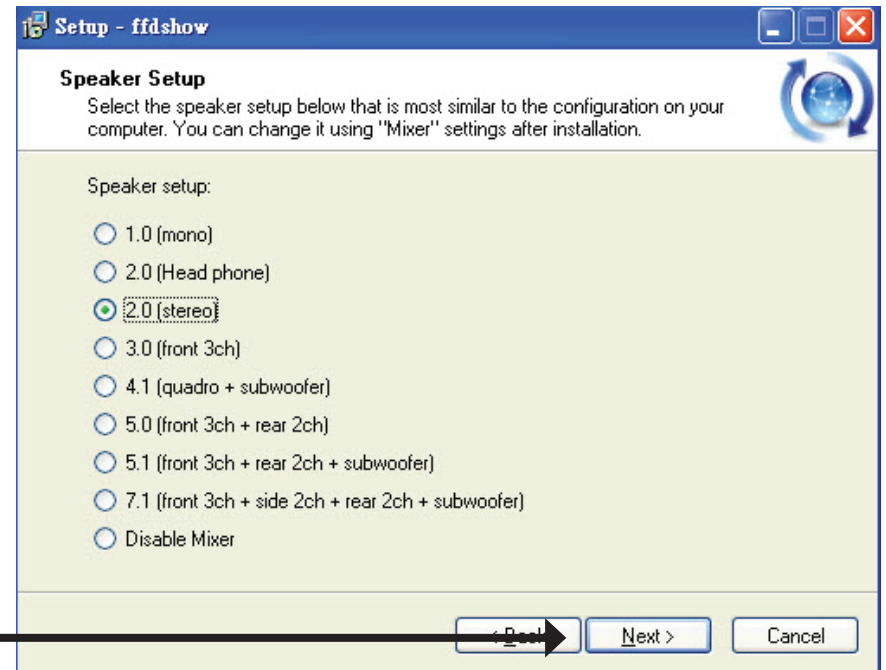 Setup - ffdshow
Speaker Setup
Select the speaker setup below that is most similar to the configuration on your
computer. You can change it using "Mixer" settings after installation.
Speaker setup:
1.0 (mono)
2.0 (Head phone)
2.0 (stereo)
3.0 (front 3ch)
4.1 (quadro + subwoofer)
5.0 (front 3ch + rear 2ch)
5.1 (front 3ch + rear 2ch + subwoofer)
7.1 (front 3ch + side 2ch + rear 2ch + subwoofer)
Disable Mixer
Next > Cancel